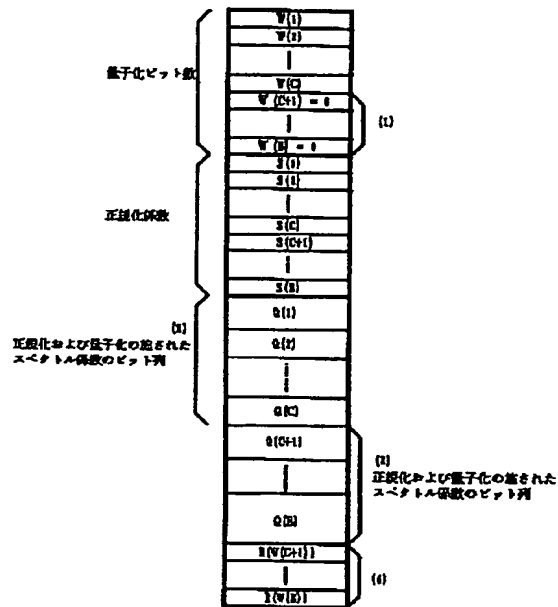 量子化ビット数
W(1)
W(2)
W(C)
W'(C+1) = 0
W'(B) = 0
(1)
正規化係数
S(1)
S(2)
S(C)
S(C+1)
S(B)
正規化および量子化の施された
スペクトル係数のビット列
Q(1)
Q(2)
Q(C)
Q(C+1)
Q(B)
正規化および量子化の施された
スペクトル係数のビット列